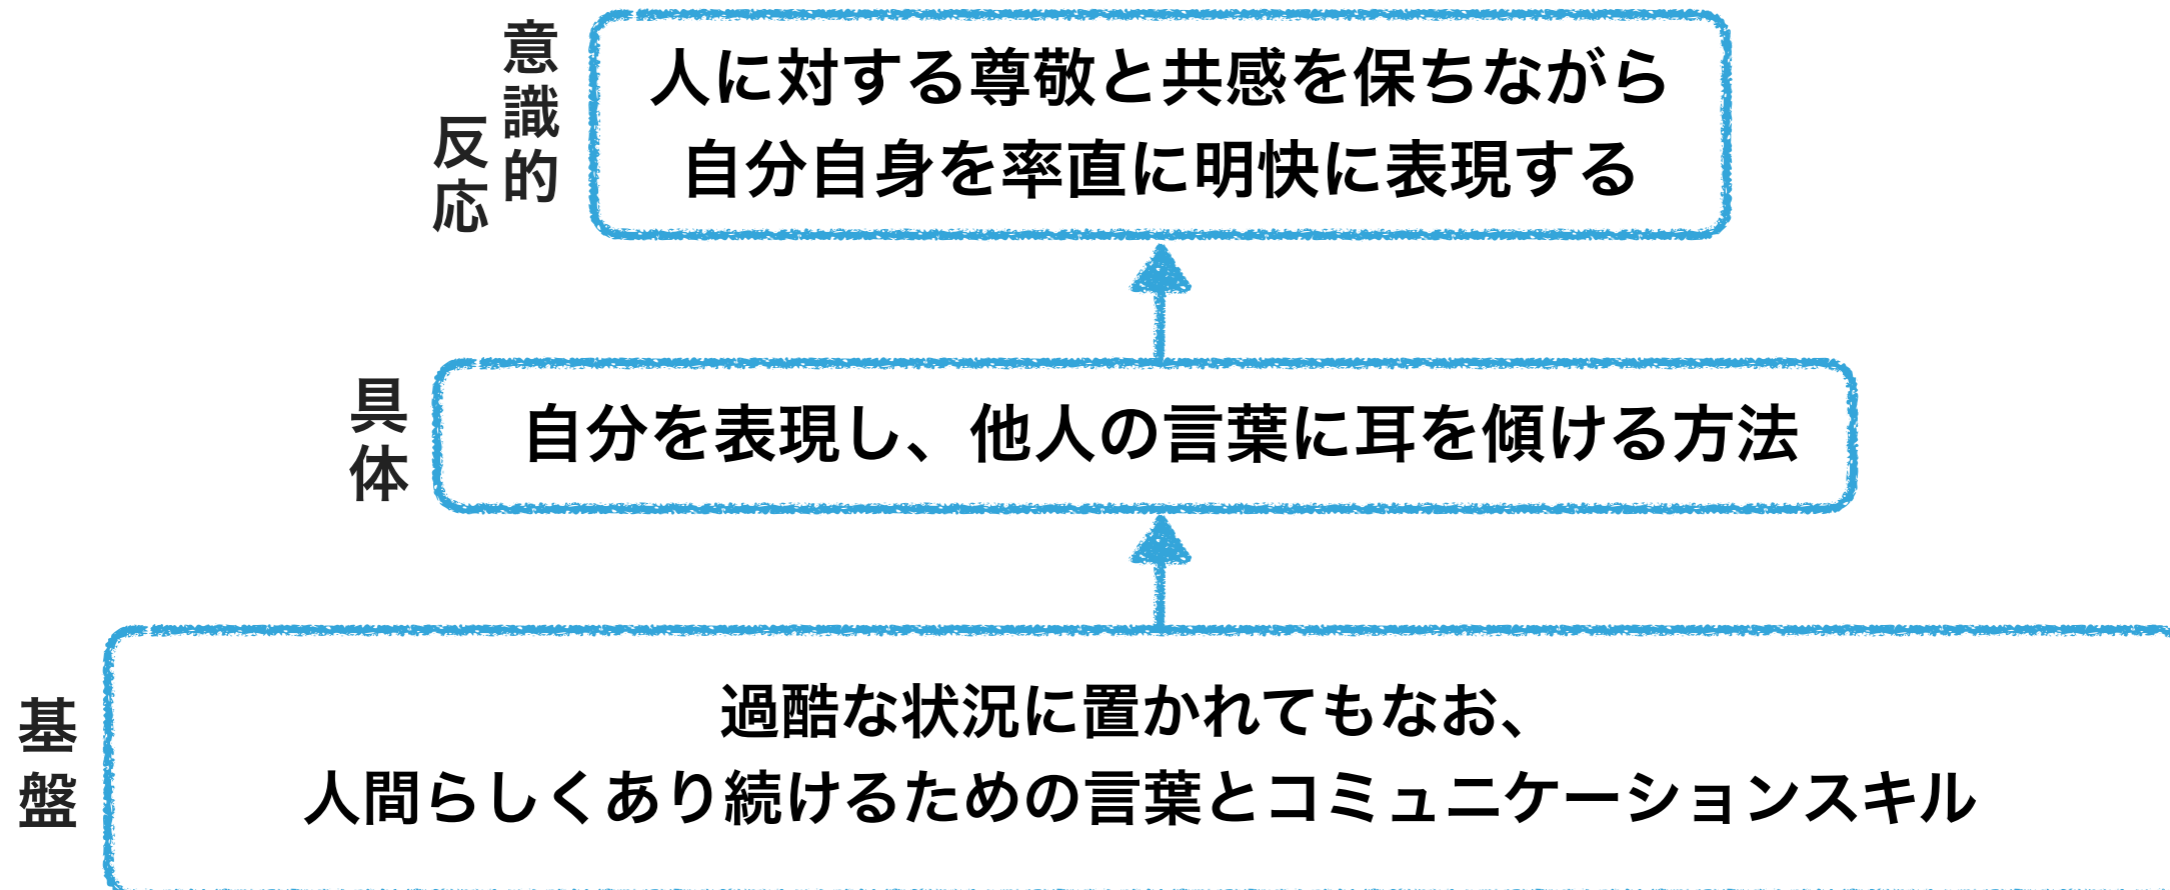 意識的
反応
人に対する尊敬と共感を保ちながら
自分自身を率直に明快に表現する
具体
自分を表現し、他人の言葉に耳を傾ける方法
基盤
過酷な状況に置かれてもなお、
人間らしくあり続けるための言葉とコミュニケーションスキル